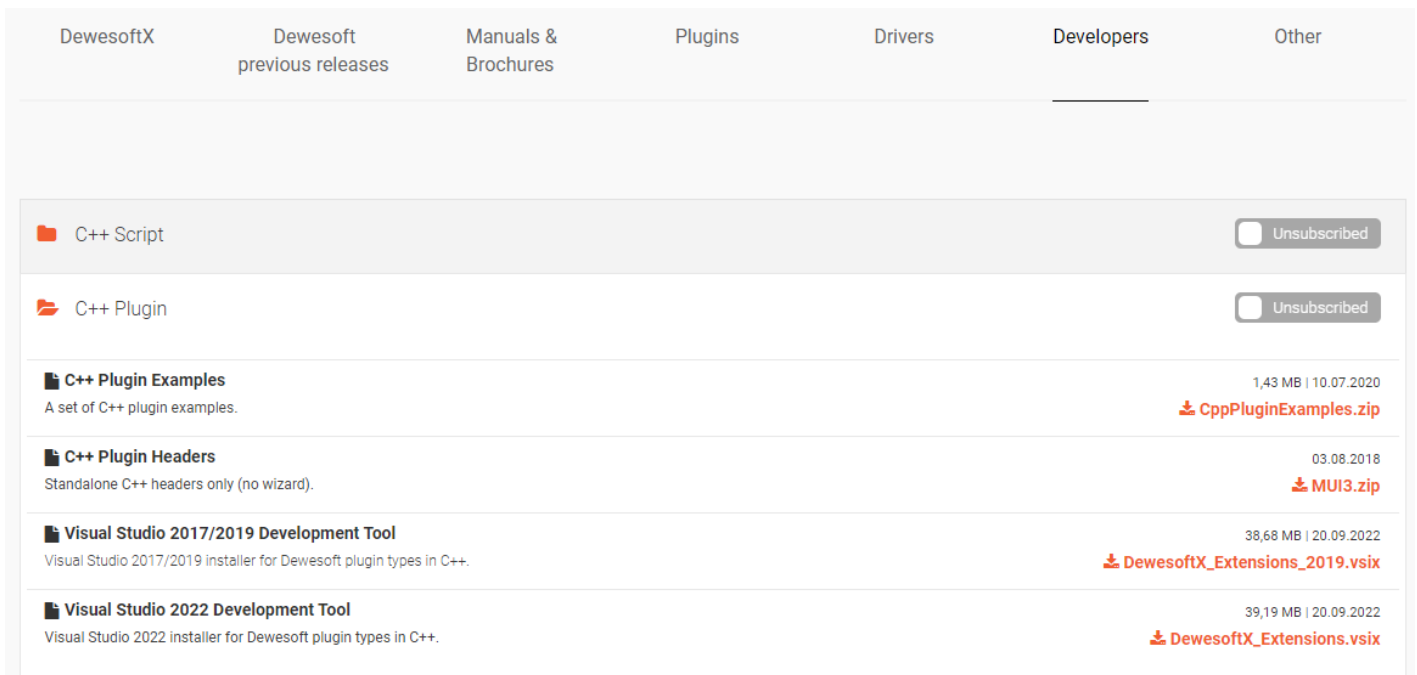 DewesoftX
Dewesoft
previous releases
Manuals &
Brochures
Plugins
Drivers
Developers
Other
C++ Script
Unsubscribed
C++ Plugin
Unsubscribed
C++ Plugin Examples
1,43 MB | 10.07.2020
A set of C++ plugin examples.
CppPluginExamples.zip
C++ Plugin Headers
03.08.2018
Standalone C++ headers only (no wizard).
MUI3.zip
Visual Studio 2017/2019 Development Tool
38,68 MB | 20.09.2022
Visual Studio 2017/2019 installer for Dewesoft plugin types in C++.
DewesoftX_Extensions_2019.vsix
Visual Studio 2022 Development Tool
39,19 MB | 20.09.2022
Visual Studio 2022 installer for Dewesoft plugin types in C++.
DewesoftX_Extensions.vsix